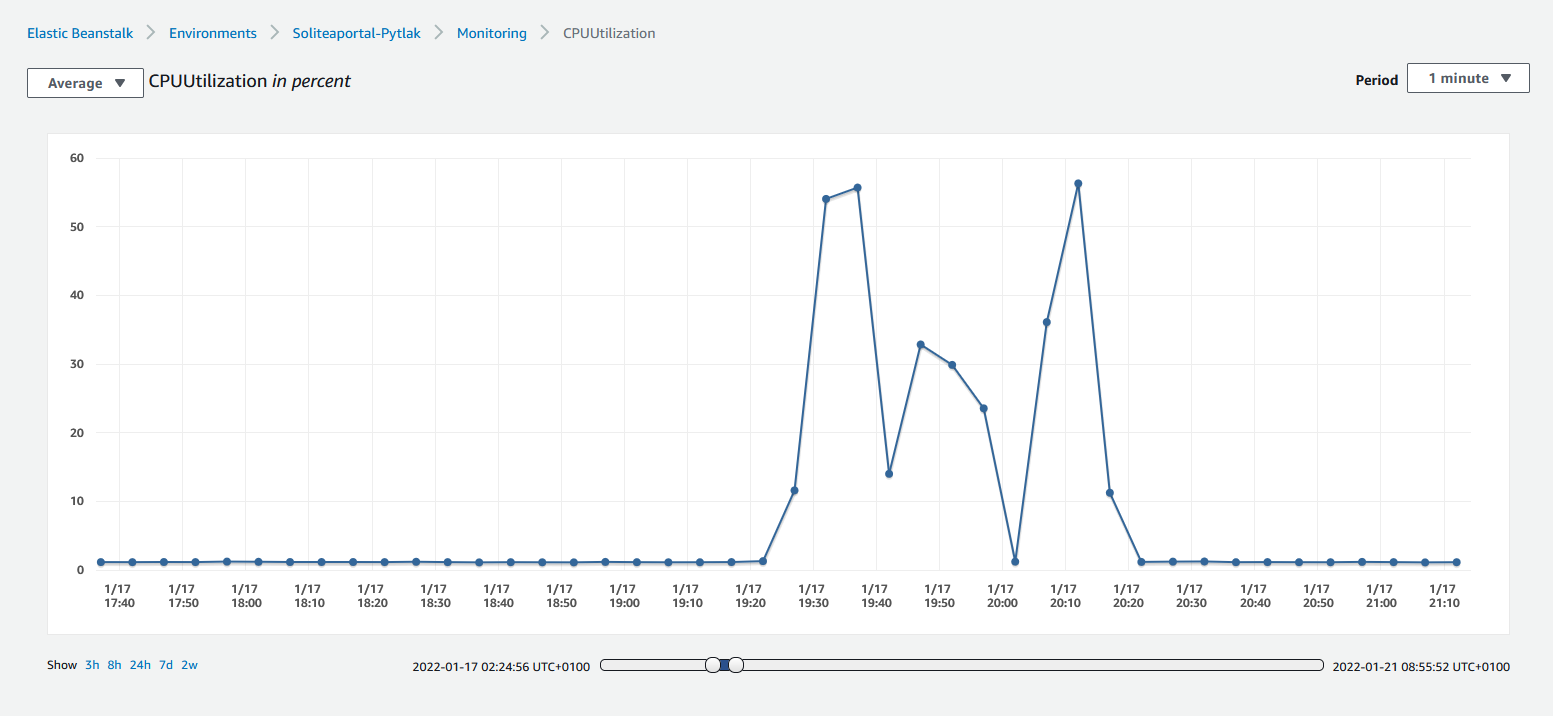 Elastic Beanstalk Environments Soliteaportal-Pytlak Monitoring CPUUtilization
Average CPUUtilization in percent
Period 1 minute
60
50
40
30
20
10
0
1/17 1/17 1/17 1/17 1/17 1/17 1/17 1/17 1/17 1/17 1/17 1/17 1/17 1/17 1/17 1/17 1/17 1/17 1/17 1/17 1/17 1/17
17:40 17:50 18:00 18:10 18:20 18:30 18:40 18:50 19:00 19:10 19:20 19:30 19:40 19:50 20:00 20:10 20:20 20:30 20:40 20:50 21:00 21:10
Show 3h 8h 24h 7d 2w
2022-01-17 02:24:56 UTC+0100
2022-01-21 08:55:52 UTC+0100